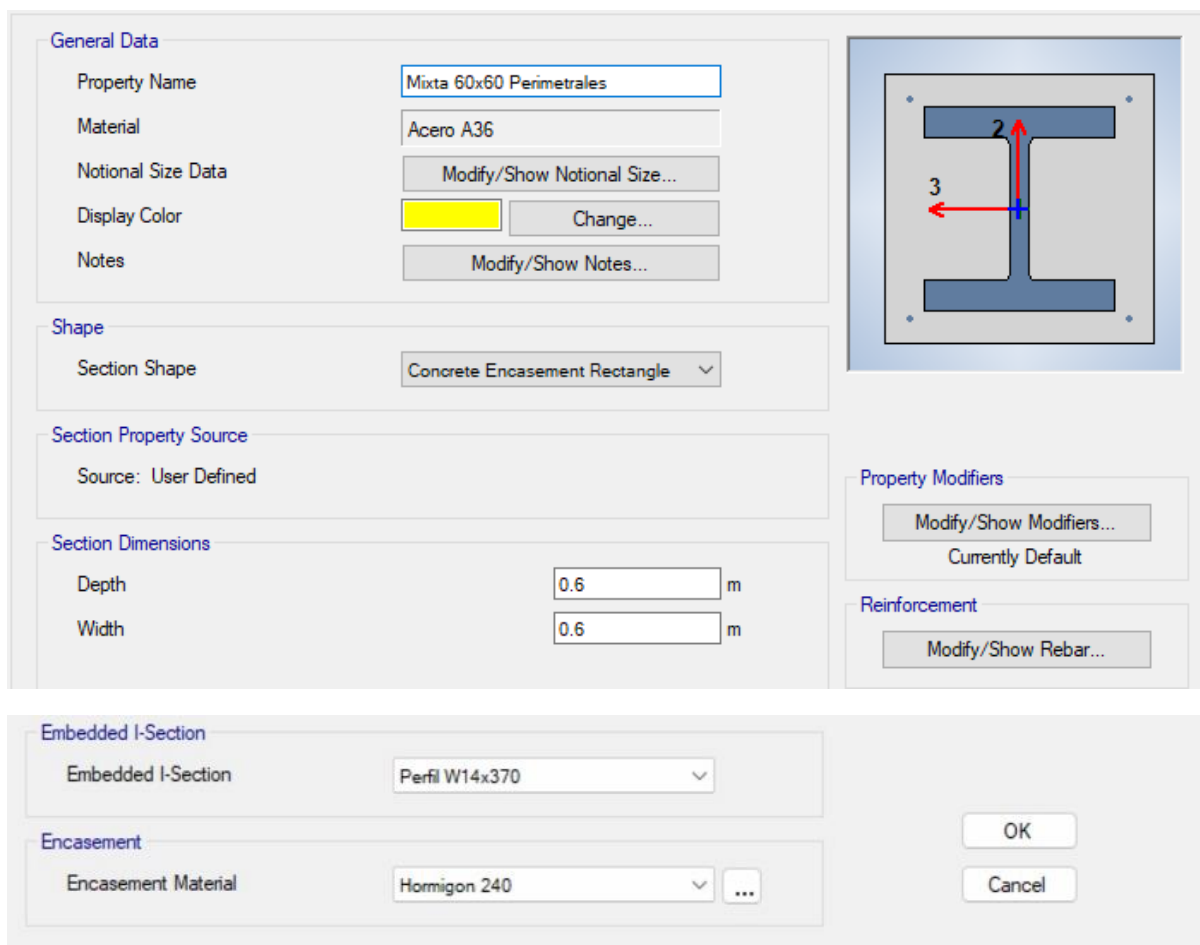 General Data
Property Name Mixta 60x60 Perimetrales
Material Acero A36
Notional Size Data Modify/Show Notional Size...
Display Color Change...
Notes Modify/Show Notes...
2
3
Shape
Section Shape Concrete Encasement Rectangle
Section Property Source
Source: User Defined
Property Modifiers
Modify/Show Modifiers...
Currently Default
Section Dimensions
Depth 0.6 m
Width 0.6 m
Reinforcement
Modify/Show Rebar...
Embedded I-Section
Embedded I-Section Perfil W14x370
Encasement
Encasement Material Hormigon 240 ...
OK
Cancel